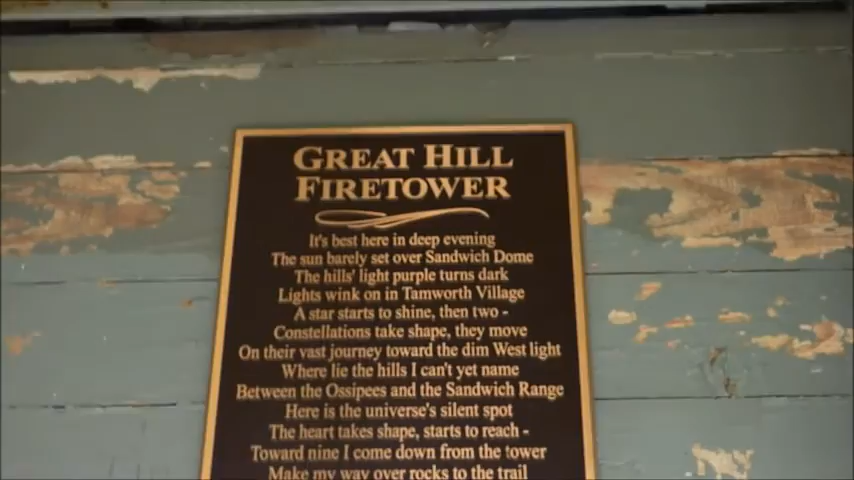 GREAT HILL
FIRETOWER
It's best here in deep evening
The sun barely set over Sandwich Dome
The hills' light purple turns dark
Lights wink on in Tamworth Village
A star starts to shine, then two -
Constellations take shape, they move
On their vast journey toward the dim West light
Where lie the hills I can't yet name
Between the Ossipees and the Sandwich Range
Here is the universe's silent spot
The heart takes shape, starts to reach -
Toward nine I come down from the tower
Make my way over rocks to the trail